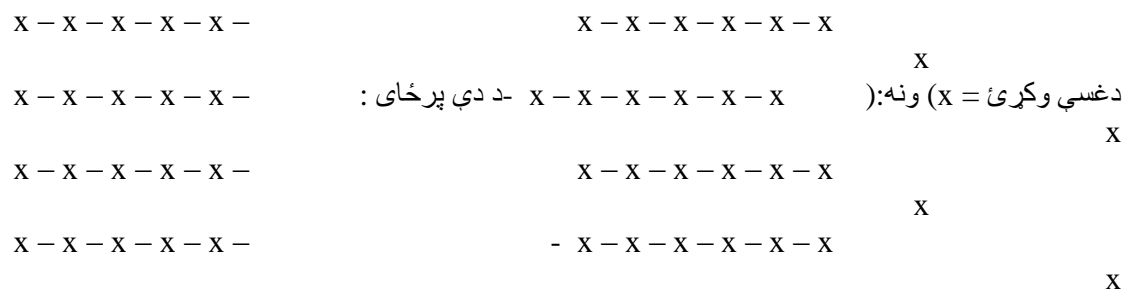 x – x – x – x – x – x x – x – x – x – x –
x
دغسې وکړئ = x) ونه:( x – x – x – x – x – x -د دې پرځای : x – x – x – x – x –
x
x – x – x – x – x – x x – x – x – x – x –
x
- x – x – x – x – x – x x – x – x – x – x –
x